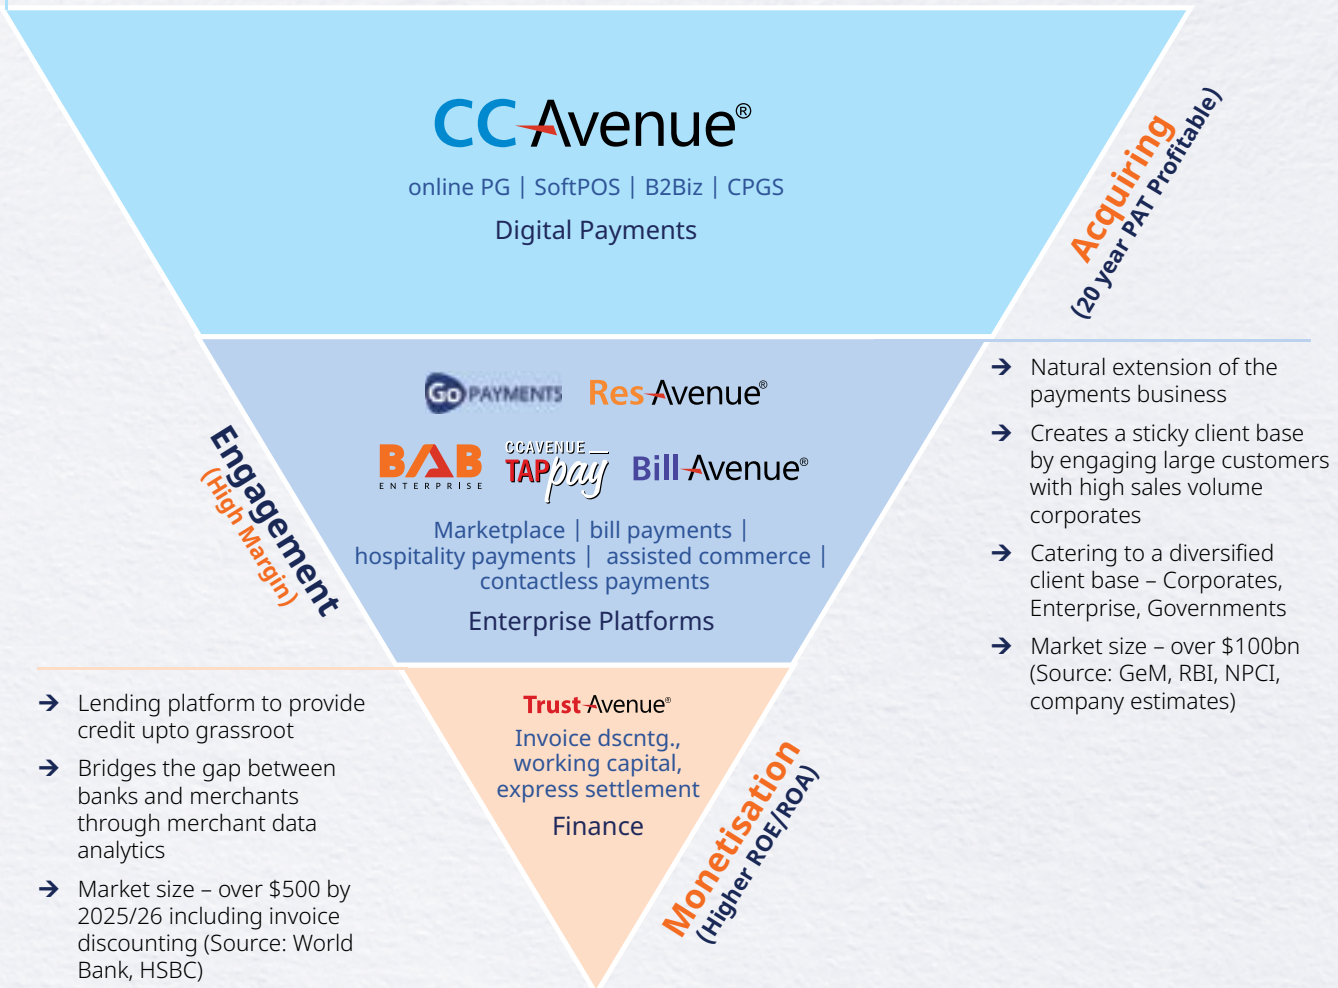 CCAvenue®
online PG | SoftPOS | B2Biz | CPGS
Digital Payments
Acquiring
(20 year PAT Profitable)
Go PAYMENTS
ResAvenue®
BAB
ENTERPRISE
CCAVENUE
TAP pay
BillAvenue®
Marketplace | bill payments |
hospitality payments | assisted commerce |
contactless payments
Enterprise Platforms
Engagement
(High Margin)
➔ Natural extension of the
payments business
➔ Creates a sticky client base
by engaging large customers
with high sales volume
corporates
➔ Catering to a diversified
client base – Corporates,
Enterprise, Governments
➔ Market size – over $100bn
(Source: GeM, RBI, NPCI,
company estimates)
TrustAvenue®
Invoice dscntg.,
working capital,
express settlement
Finance
Monetisation
(Higher ROE/ROA)
➔ Lending platform to provide
credit upto grassroot
➔ Bridges the gap between
banks and merchants
through merchant data
analytics
➔ Market size – over $500 by
2025/26 including invoice
discounting (Source: World
Bank, HSBC)